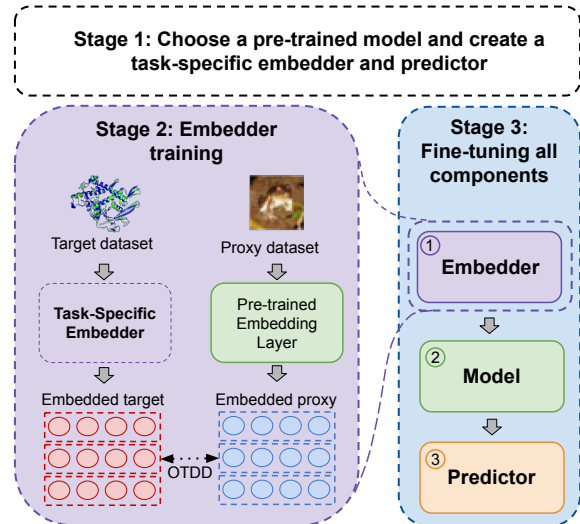 Stage 1: Choose a pre-trained model and create a
task-specific embedder and predictor
Stage 2: Embedder
training
Target dataset
Proxy dataset
Task-Specific
Embedder
Pre-trained
Embedding
Layer
Embedded target
Embedded proxy
OTDD
Stage 3:
Fine-tuning all
components
1
Embedder
2
Model
3
Predictor